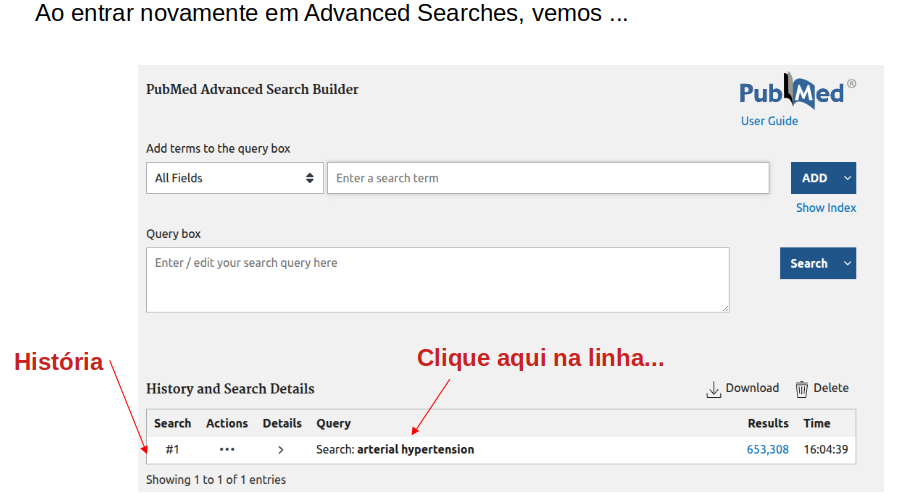 Ao entrar novamente em Advanced Searches, vemos ...
PubMed Advanced Search Builder
PubMed®
User Guide
Add terms to the query box
All Fields Enter a search term ADD
Show Index
Query box
Enter / edit your search query here Search
História Clique aqui na linha...
History and Search Details Download Delete
Search Actions Details Query Results Time
#1 ... > Search: arterial hypertension 653,308 16:04:39
Showing 1 to 1 of 1 entries